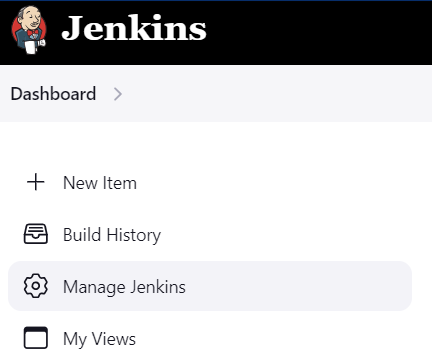 Jenkins
Dashboard
New Item
Build History
Manage Jenkins
My Views